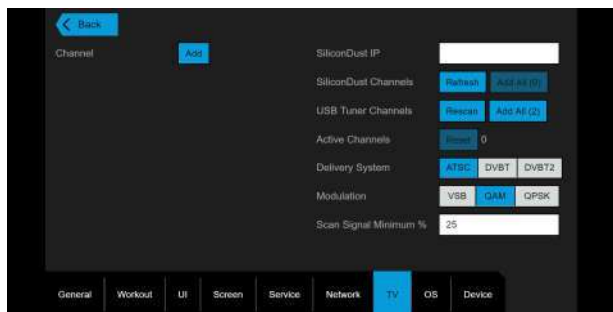 Back
Channel Add
SiliconDust IP
SiliconDust Channels Refresh Add All (0)
USB Tuner Channels Rescan Add All (2)
Active Channels Reset 0
Delivery System ATSC DVBT DVBT2
Modulation VSB QAM QPSK
Scan Signal Minimum % 25
General Workout UI Screen Service Network TV OS Device